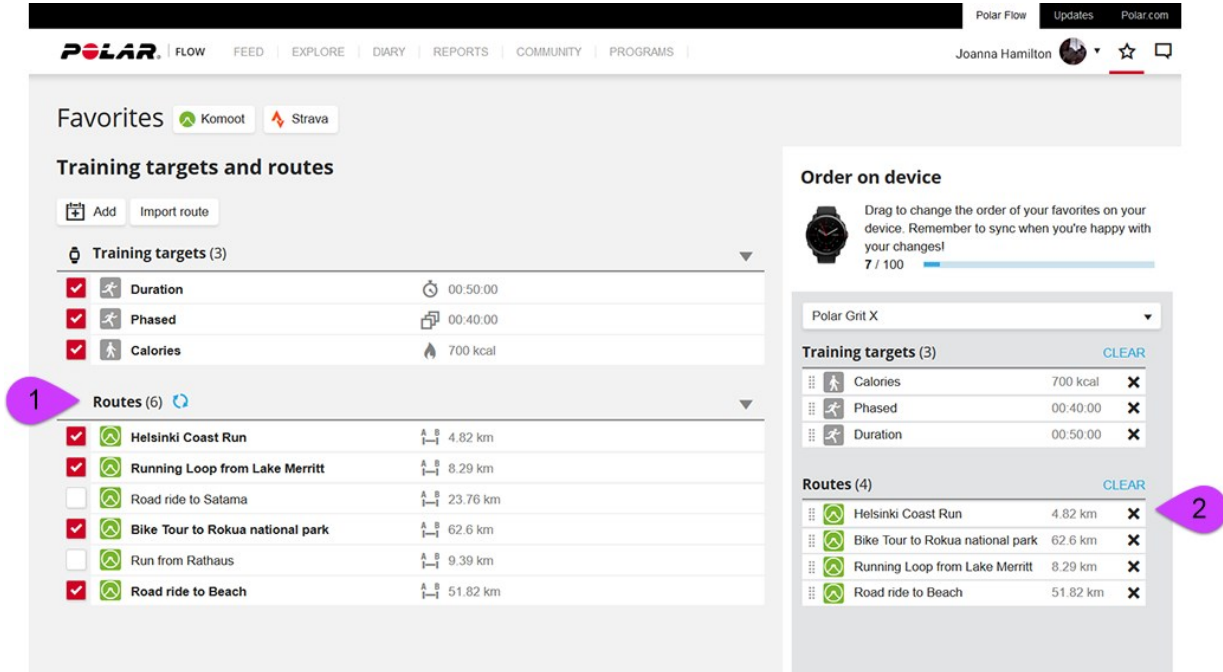 Polar Flow Updates Polar.com
POLAR. FLOW FEED EXPLORE DIARY REPORTS COMMUNITY PROGRAMS Joanna Hamilton
Favorites Komoot Strava
Training targets and routes
Add Import route
Training targets (3)
Duration 00:50:00
Phased 00:40:00
Calories 700 kcal
1
Routes (6)
Helsinki Coast Run A B 4.82 km
Running Loop from Lake Merritt A B 8.29 km
Road ride to Satama A B 23.76 km
Bike Tour to Rokua national park A B 62.6 km
Run from Rathaus A B 9.39 km
Road ride to Beach A B 51.82 km
Order on device
Drag to change the order of your favorites on your
device. Remember to sync when you're happy with
your changes!
7 / 100
Polar Grit X
Training targets (3) CLEAR
Calories 700 kcal
Phased 00:40:00
Duration 00:50:00
Routes (4) CLEAR
Helsinki Coast Run 4.82 km
2
Bike Tour to Rokua national park 62.6 km
Running Loop from Lake Merritt 8.29 km
Road ride to Beach 51.82 km